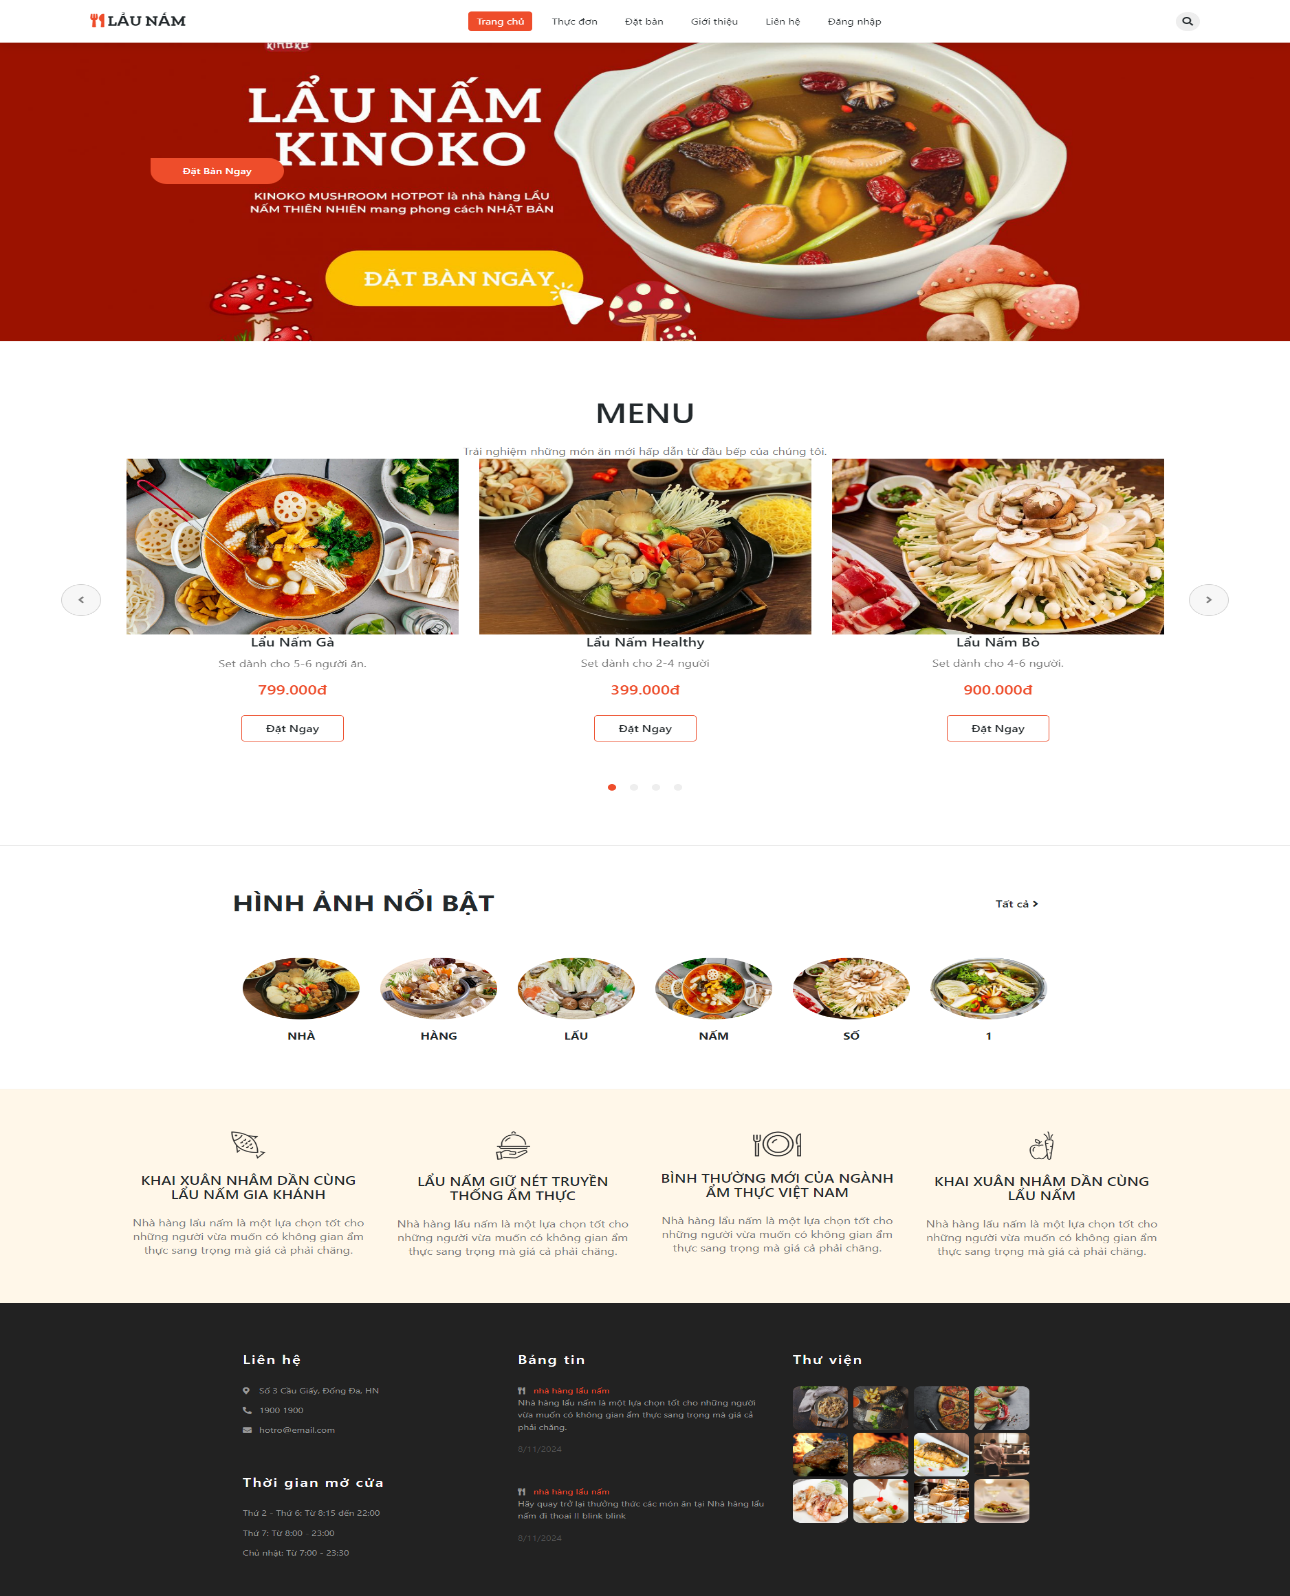 LẨU NẤM
Trang chủ
Thực đơn
Đặt bàn
Giới thiệu
Liên hệ
Đăng nhập
LẨU NẤM
KINOKO
Đặt Bàn Ngay
KINOKO MUSHROOM HOTPOT là nhà hàng LẨU
NẤM THIÊN NHIÊN mang phong cách NHẬT BẢN
ĐẶT BÀN NGÀY
MENU
Trải nghiệm những món ăn mới hấp dẫn từ đầu bếp của chúng tôi.
Lẩu Nấm Gà
Lẩu Nấm Healthy
Lẩu Nấm Bò
Set dành cho 5-6 người ăn.
Set dành cho 2-4 người
Set dành cho 4-6 người.
799.000đ
399.000đ
900.000đ
Đặt Ngay
Đặt Ngay
Đặt Ngay
HÌNH ẢNH NỔI BẬT
Tất cả >
NHÀ
HÀNG
LẨU
NẤM
SỐ
1
KHAI XUÂN NHÂM DẦN CÙNG
LẨU NẤM GIA KHÁNH
Nhà hàng lẩu nấm là một lựa chọn tốt cho
những người vừa muốn có không gian ẩm
thực sang trọng mà giá cả phải chăng.
LẨU NẤM GIỮ NÉT TRUYỀN
THỐNG ẨM THỰC
Nhà hàng lẩu nấm là một lựa chọn tốt cho
những người vừa muốn có không gian ẩm
thực sang trọng mà giá cả phải chăng.
BÌNH THƯỜNG MỚI CỦA NGÀNH
ẨM THỰC VIỆT NAM
Nhà hàng lẩu nấm là một lựa chọn tốt cho
những người vừa muốn có không gian ẩm
thực sang trọng mà giá cả phải chăng.
KHAI XUÂN NHÂM DẦN CÙNG
LẨU NẤM
Nhà hàng lẩu nấm là một lựa chọn tốt cho
những người vừa muốn có không gian ẩm
thực sang trọng mà giá cả phải chăng.
Liên hệ
Số 3 Cầu Giấy, Đống Đa, HN
1900 1900
hotro@email.com
Thời gian mở cửa
Thứ 2 - Thứ 6: Từ 8:15 đến 22:00
Thứ 7: Từ 8:00 - 23:00
Chủ nhật: Từ 7:00 - 23:30
Bảng tin
nhà hàng lẩu nấm
Nhà hàng lẩu nấm là một lựa chọn tốt cho những người
vừa muốn có không gian ẩm thực sang trọng mà giá cả
phải chăng.
8/11/2024
nhà hàng lẩu nấm
Hãy quay trở lại thưởng thức các món ăn tại Nhà hàng lẩu
nấm đi thoai !! blink blink
8/11/2024
Thư viện